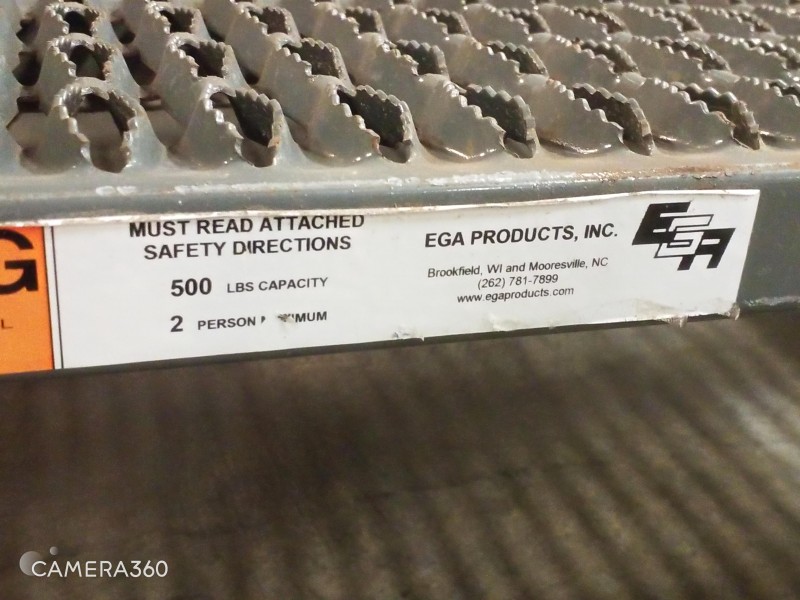 G
L
MUST READ ATTACHED
SAFETY DIRECTIONS
500 LBS CAPACITY
2 PERSON
EGA PRODUCTS, INC.
Brookfield, WI and Mooresville, NC
(262) 781-7899
www.egaproducts.com
EGA
CAMERA360